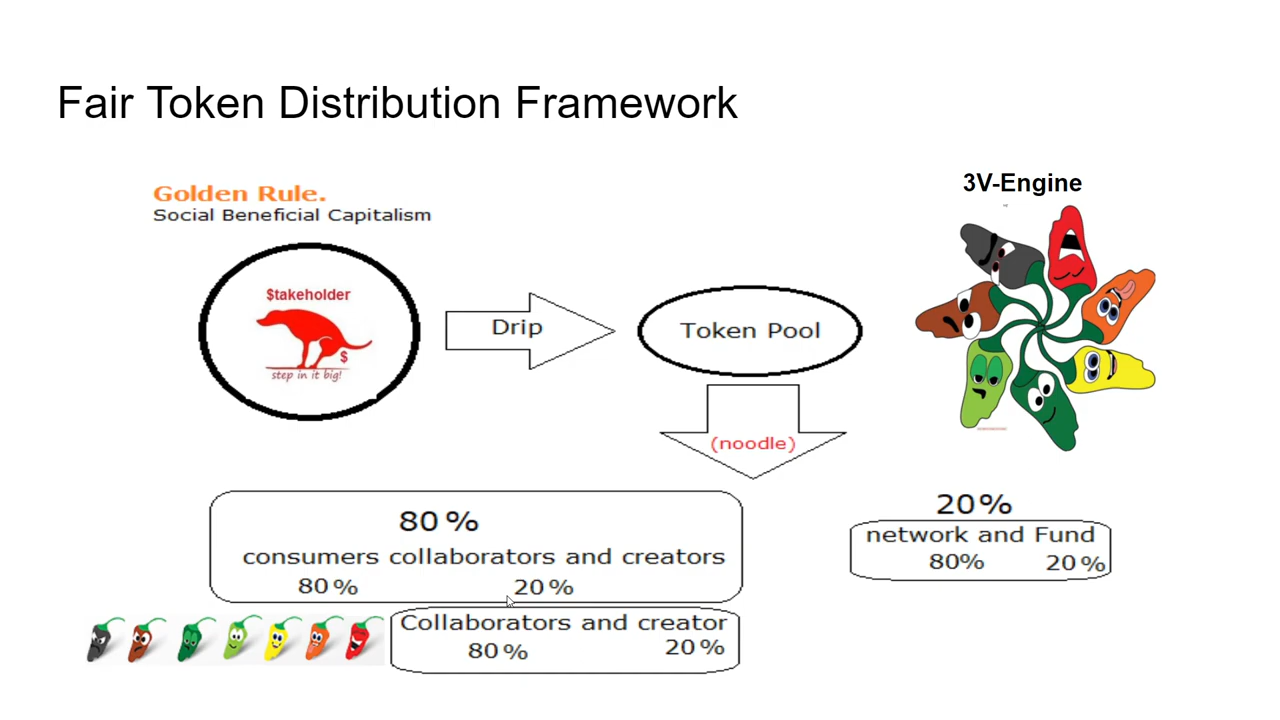 Fair Token Distribution Framework
Golden Rule.
Social Beneficial Capitalism
3V-Engine
$takeholder
$
step in it big!
Drip
Token Pool
(noodle)
80%
consumers collaborators and creators
80% 20%
20%
network and Fund
80% 20%
Collaborators and creator
80% 20%